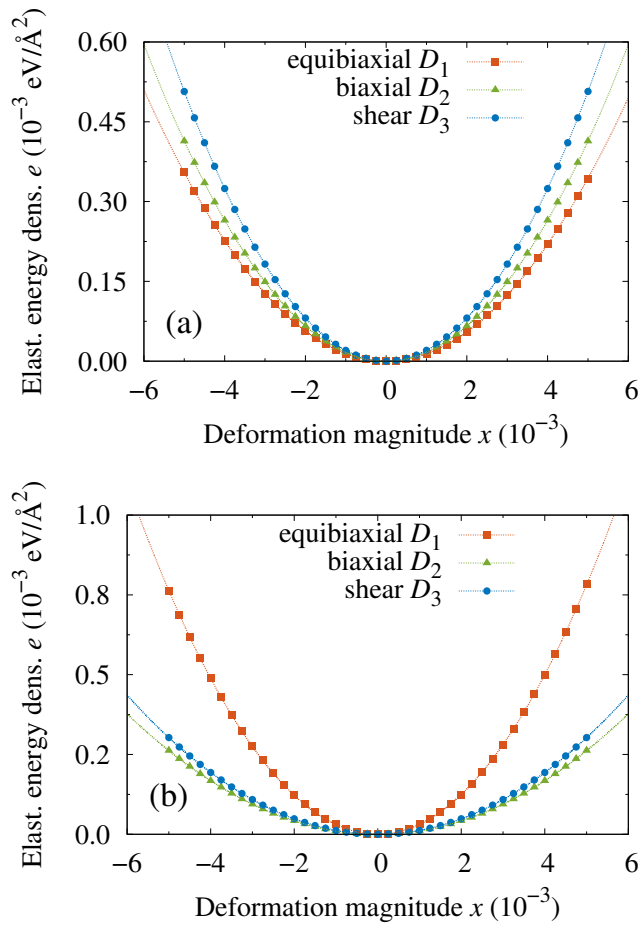 0.60
equibiaxial D1
biaxial D2
shear D3
0.45
0.30
0.15
(a)
0.00
−6 −4 −2 0 2 4 6
Elast. energy dens. e (10−3 eV/Å2)
Deformation magnitude x (10−3)
1.0
equibiaxial D1
biaxial D2
shear D3
0.8
0.5
0.2
(b)
0.0
−6 −4 −2 0 2 4 6
Elast. energy dens. e (10−3 eV/Å2)
Deformation magnitude x (10−3)